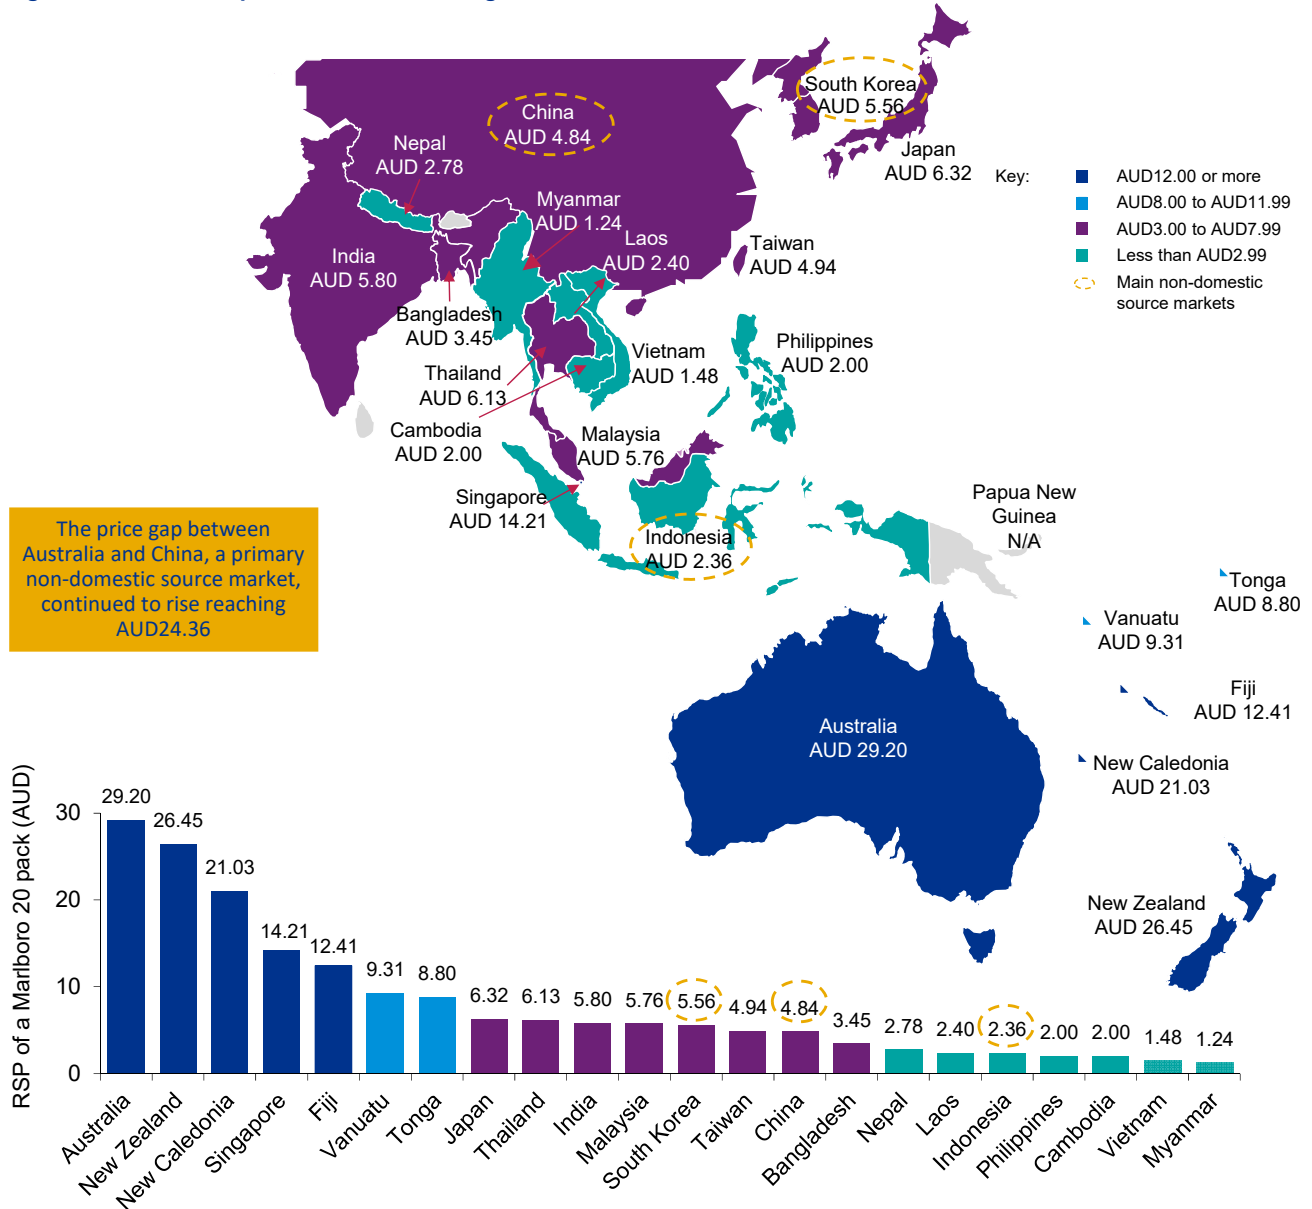 South Korea
AUD 5.56
China
AUD 4.84
Nepal
AUD 2.78
Japan
AUD 6.32
Key:
AUD12.00 or more
AUD8.00 to AUD11.99
AUD3.00 to AUD7.99
Less than AUD2.99
Main non-domestic
source markets
Myanmar
AUD 1.24
Laos
AUD 2.40
Taiwan
AUD 4.94
India
AUD 5.80
Bangladesh
AUD 3.45
Vietnam
AUD 1.48
Philippines
AUD 2.00
Thailand
AUD 6.13
Cambodia
AUD 2.00
Malaysia
AUD 5.76
Singapore
AUD 14.21
Indonesia
AUD 2.36
Papua New
Guinea
N/A
The price gap between
Australia and China, a primary
non-domestic source market,
continued to rise reaching
AUD24.36
Tonga
AUD 8.80
Vanuatu
AUD 9.31
Fiji
AUD 12.41
Australia
AUD 29.20
New Caledonia
AUD 21.03
New Zealand
AUD 26.45
RSP of a Marlboro 20 pack (AUD)
30
20
10
0
29.20
26.45
21.03
14.21
12.41
9.31
8.80
6.32
6.13
5.80
5.76
5.56
4.94
4.84
3.45
2.78
2.40
2.36
2.00
2.00
1.48
1.24
Australia
New Zealand
New Caledonia
Singapore
Fiji
Vanuatu
Tonga
Japan
Thailand
India
Malaysia
South Korea
Taiwan
China
Bangladesh
Nepal
Laos
Indonesia
Philippines
Cambodia
Vietnam
Myanmar